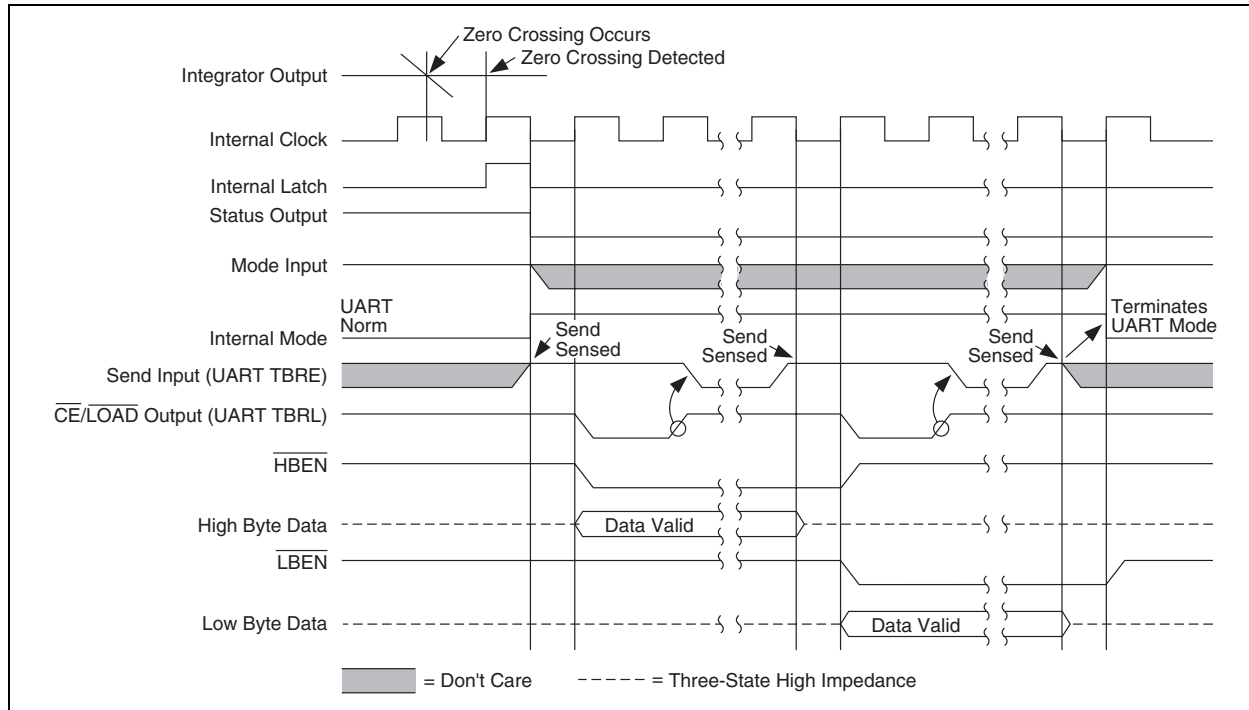 Zero Crossing Occurs
Zero Crossing Detected
Integrator Output
Internal Clock
Internal Latch
Status Output
Mode Input
UART
Norm
Internal Mode
Send
Sensed
Send
Sensed
Send
Sensed
Terminates
UART Mode
Send Input (UART TBRE)
CE/LOAD Output (UART TBRL)
HBEN
High Byte Data
Data Valid
LBEN
Low Byte Data
Data Valid
= Don't Care
= Three-State High Impedance